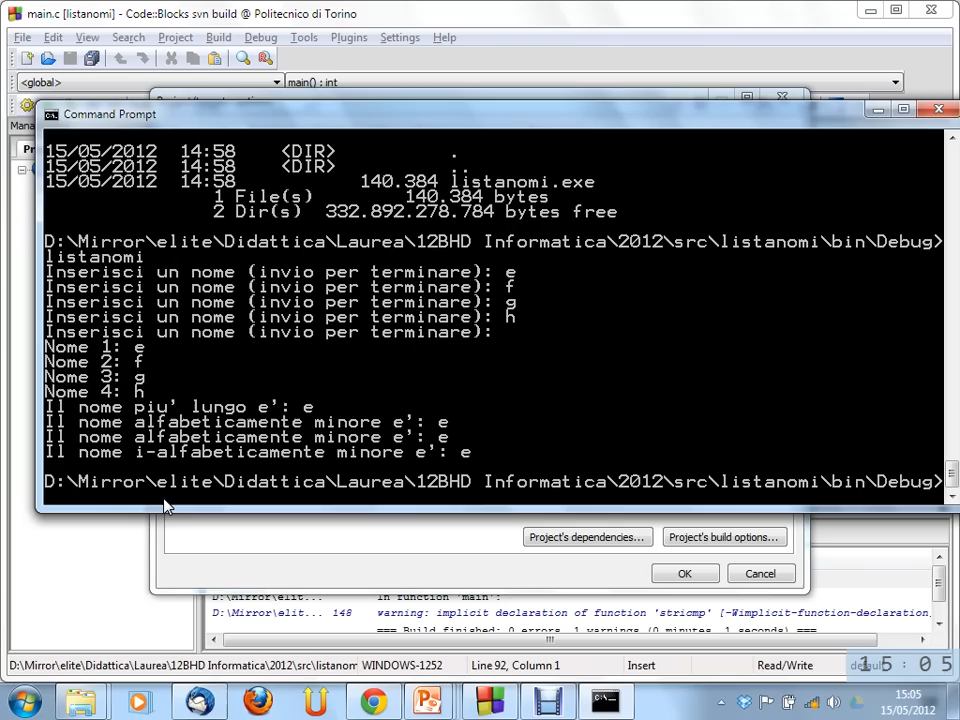 main.c [listanomi] - Code::Blocks svn build @ Politecnico di Torino
File Edit View Search Project Build Debug Tools Plugins Settings Help
<global> main() : int
Mana
Command Prompt
Pr
15/05/2012 14:58 <DIR> .
15/05/2012 14:58 <DIR> ..
15/05/2012 14:58 140.384 listanomi.exe
1 File(s) 140.384 bytes
2 Dir(s) 332.892.278.784 bytes free
D:\Mirror\elite\Didattica\Laurea\12BHD Informatica\2012\src\listanomi\bin\Debug>
listanomi
Inserisci un nome (invio per terminare): e
Inserisci un nome (invio per terminare): f
Inserisci un nome (invio per terminare): g
Inserisci un nome (invio per terminare): h
Inserisci un nome (invio per terminare):
Nome 1: e
Nome 2: f
Nome 3: g
Nome 4: h
Il nome piu' lungo e': e
Il nome alfabeticamente minore e': e
Il nome alfabeticamente minore e': e
Il nome i-alfabeticamente minore e': e
D:\Mirror\elite\Didattica\Laurea\12BHD Informatica\2012\src\listanomi\bin\Debug>
Project's dependencies... Project's build options...
OK Cancel
In function 'main':
D:\Mirror\elit... 148 warning: implicit declaration of function 'stricmp' [-Wimplicit-function-declaration]
=== Build finished: 0 errors, 1 warnings (0 minutes, 1 seconds) ===
D:\Mirror\elite\Didattica\Laurea\12BHD Informatica\2012\src\listanom WINDOWS-1252 Line 92, Column 1 Insert Read/Write default
15:05
15:05
15/05/2012